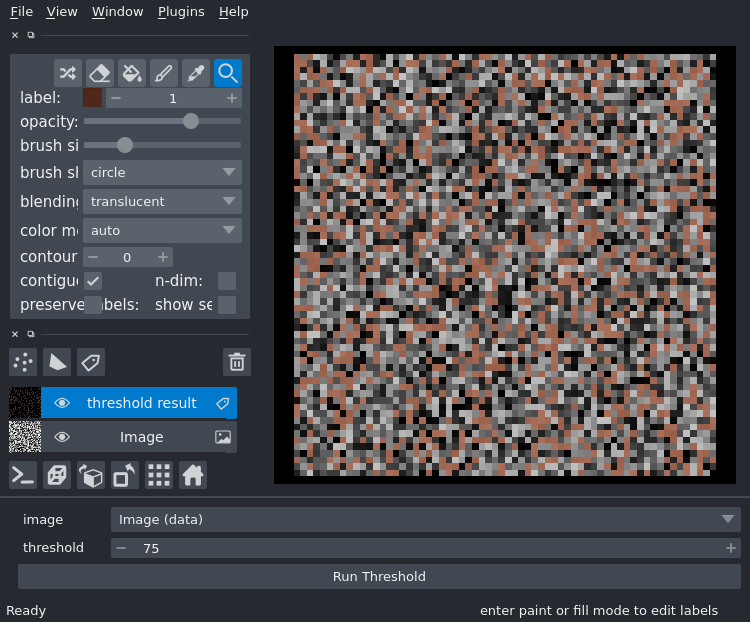 File View Window Plugins Help
label: 1
opacity:
brush si
brush sl circle
blending translucent
color m auto
contour 0
contigu n-dim:
preserve abels: show se
threshold result
Image
image Image (data)
threshold 75
Run Threshold
Ready enter paint or fill mode to edit labels